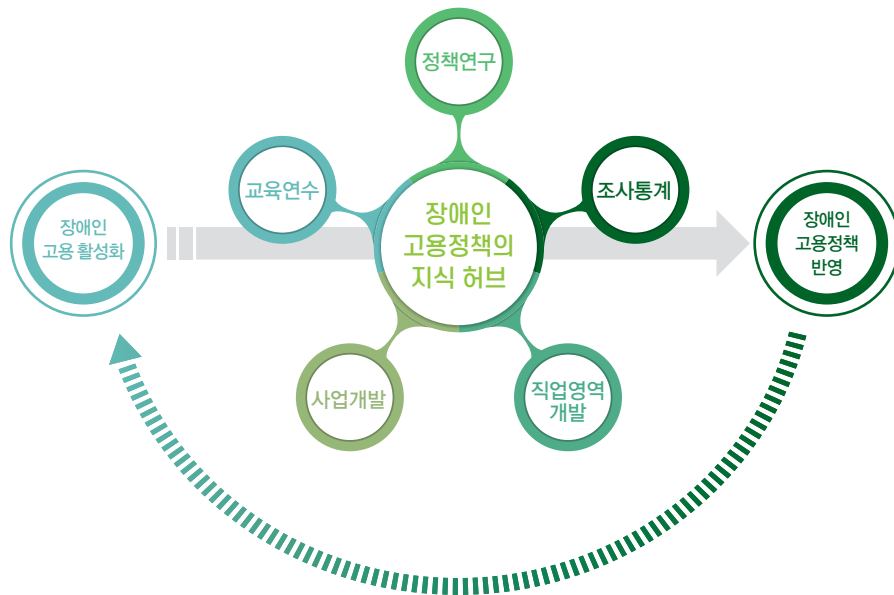 정책연구
교육연수
조사통계
장애인
고용 활성화
장애인
고용정책의
지식 허브
장애인
고용정책
반영
사업개발
직업영역
개발